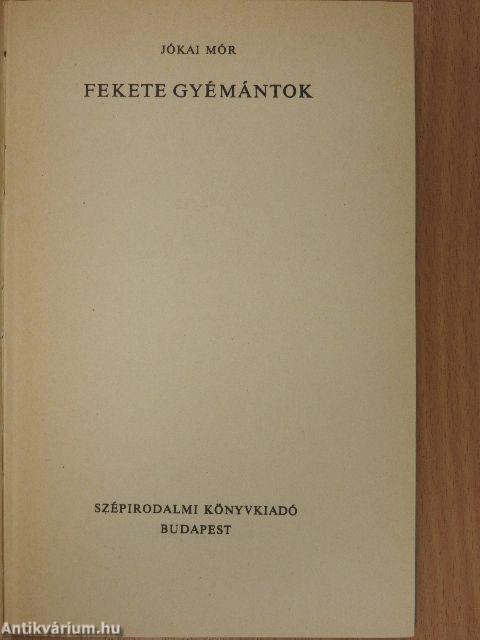 JÓKAI MÓR
FEKETE GYÉMÁNTOK
SZÉPIRODALMI KÖNYVKIADÓ
BUDAPEST
Antikvárium.hu